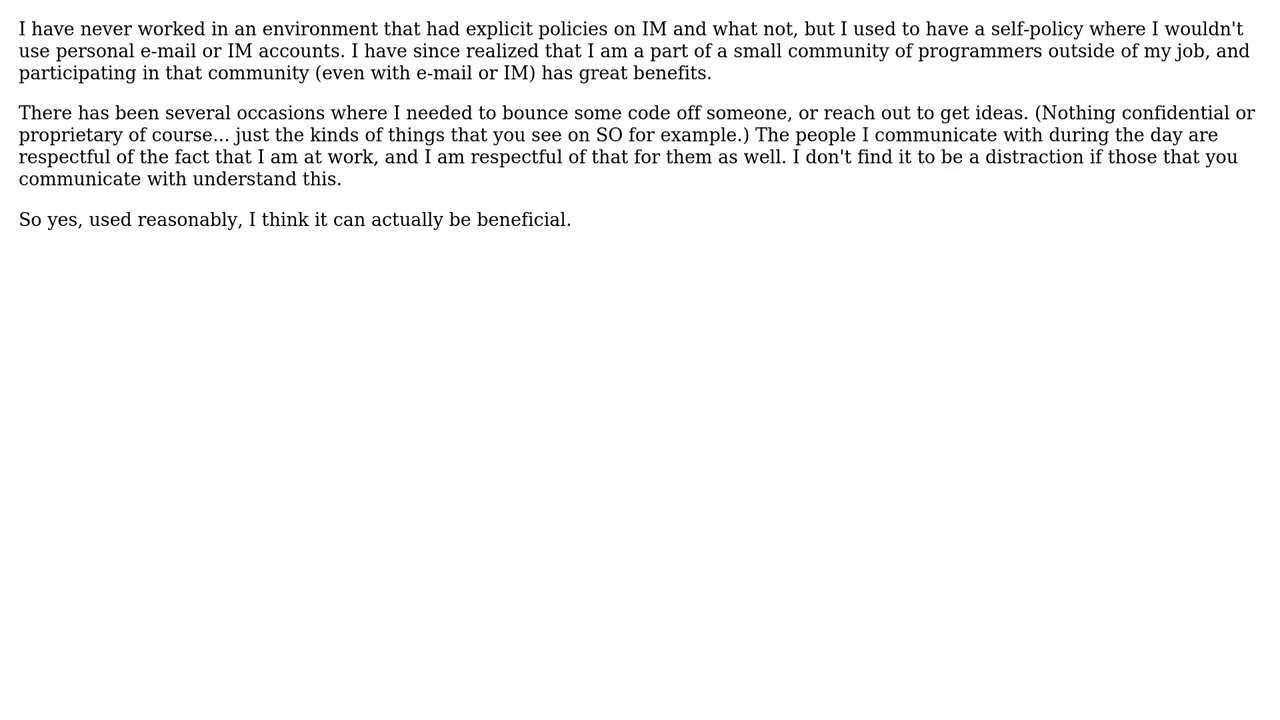 I have never worked in an environment that had explicit policies on IM and what not, but I used to have a self-policy where I wouldn't
use personal e-mail or IM accounts. I have since realized that I am a part of a small community of programmers outside of my job, and
participating in that community (even with e-mail or IM) has great benefits.
There has been several occasions where I needed to bounce some code off someone, or reach out to get ideas. (Nothing confidential or
proprietary of course... just the kinds of things that you see on SO for example.) The people I communicate with during the day are
respectful of the fact that I am at work, and I am respectful of that for them as well. I don't find it to be a distraction if those that you
communicate with understand this.
So yes, used reasonably, I think it can actually be beneficial.